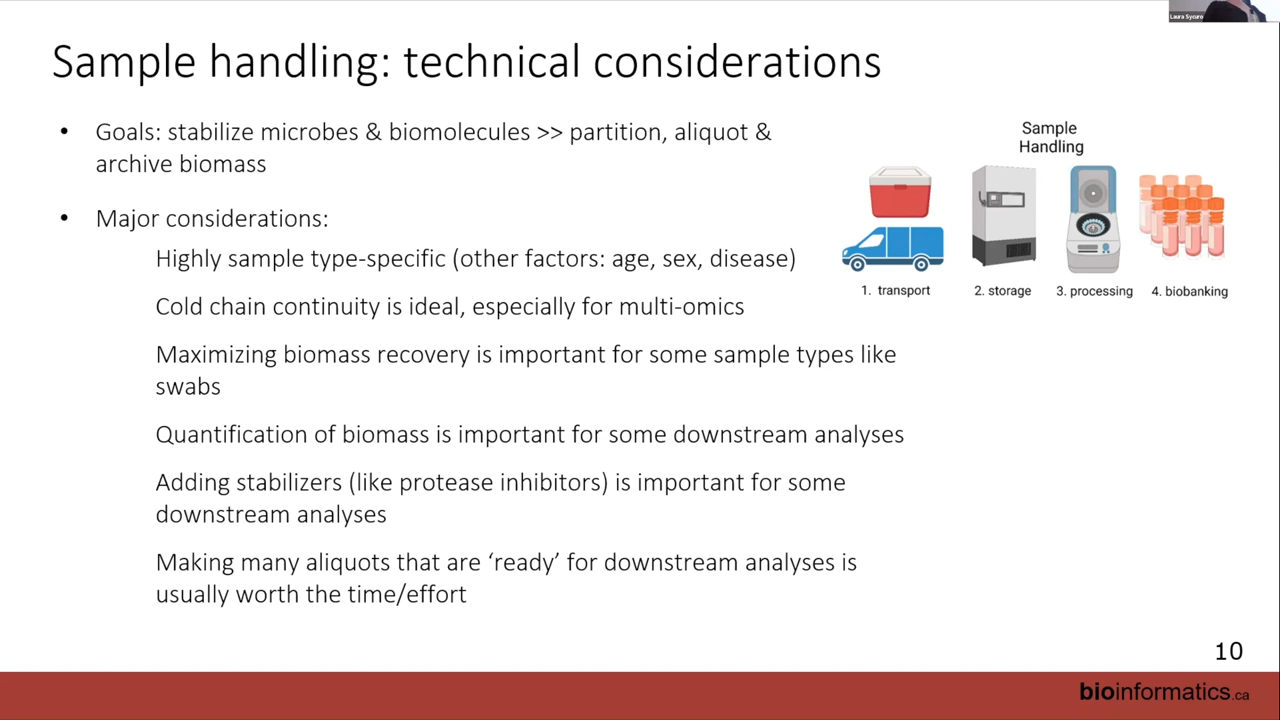 Laura Sycuro
Sample handling: technical considerations
• Goals: stabilize microbes & biomolecules >> partition, aliquot &
archive biomass
• Major considerations:
Highly sample type-specific (other factors: age, sex, disease)
Cold chain continuity is ideal, especially for multi-omics
Maximizing biomass recovery is important for some sample types like
swabs
Quantification of biomass is important for some downstream analyses
Adding stabilizers (like protease inhibitors) is important for some
downstream analyses
Making many aliquots that are ‘ready’ for downstream analyses is
usually worth the time/effort
Sample
Handling
1. transport
2. storage
3. processing
4. biobanking
10
bioinformatics.ca